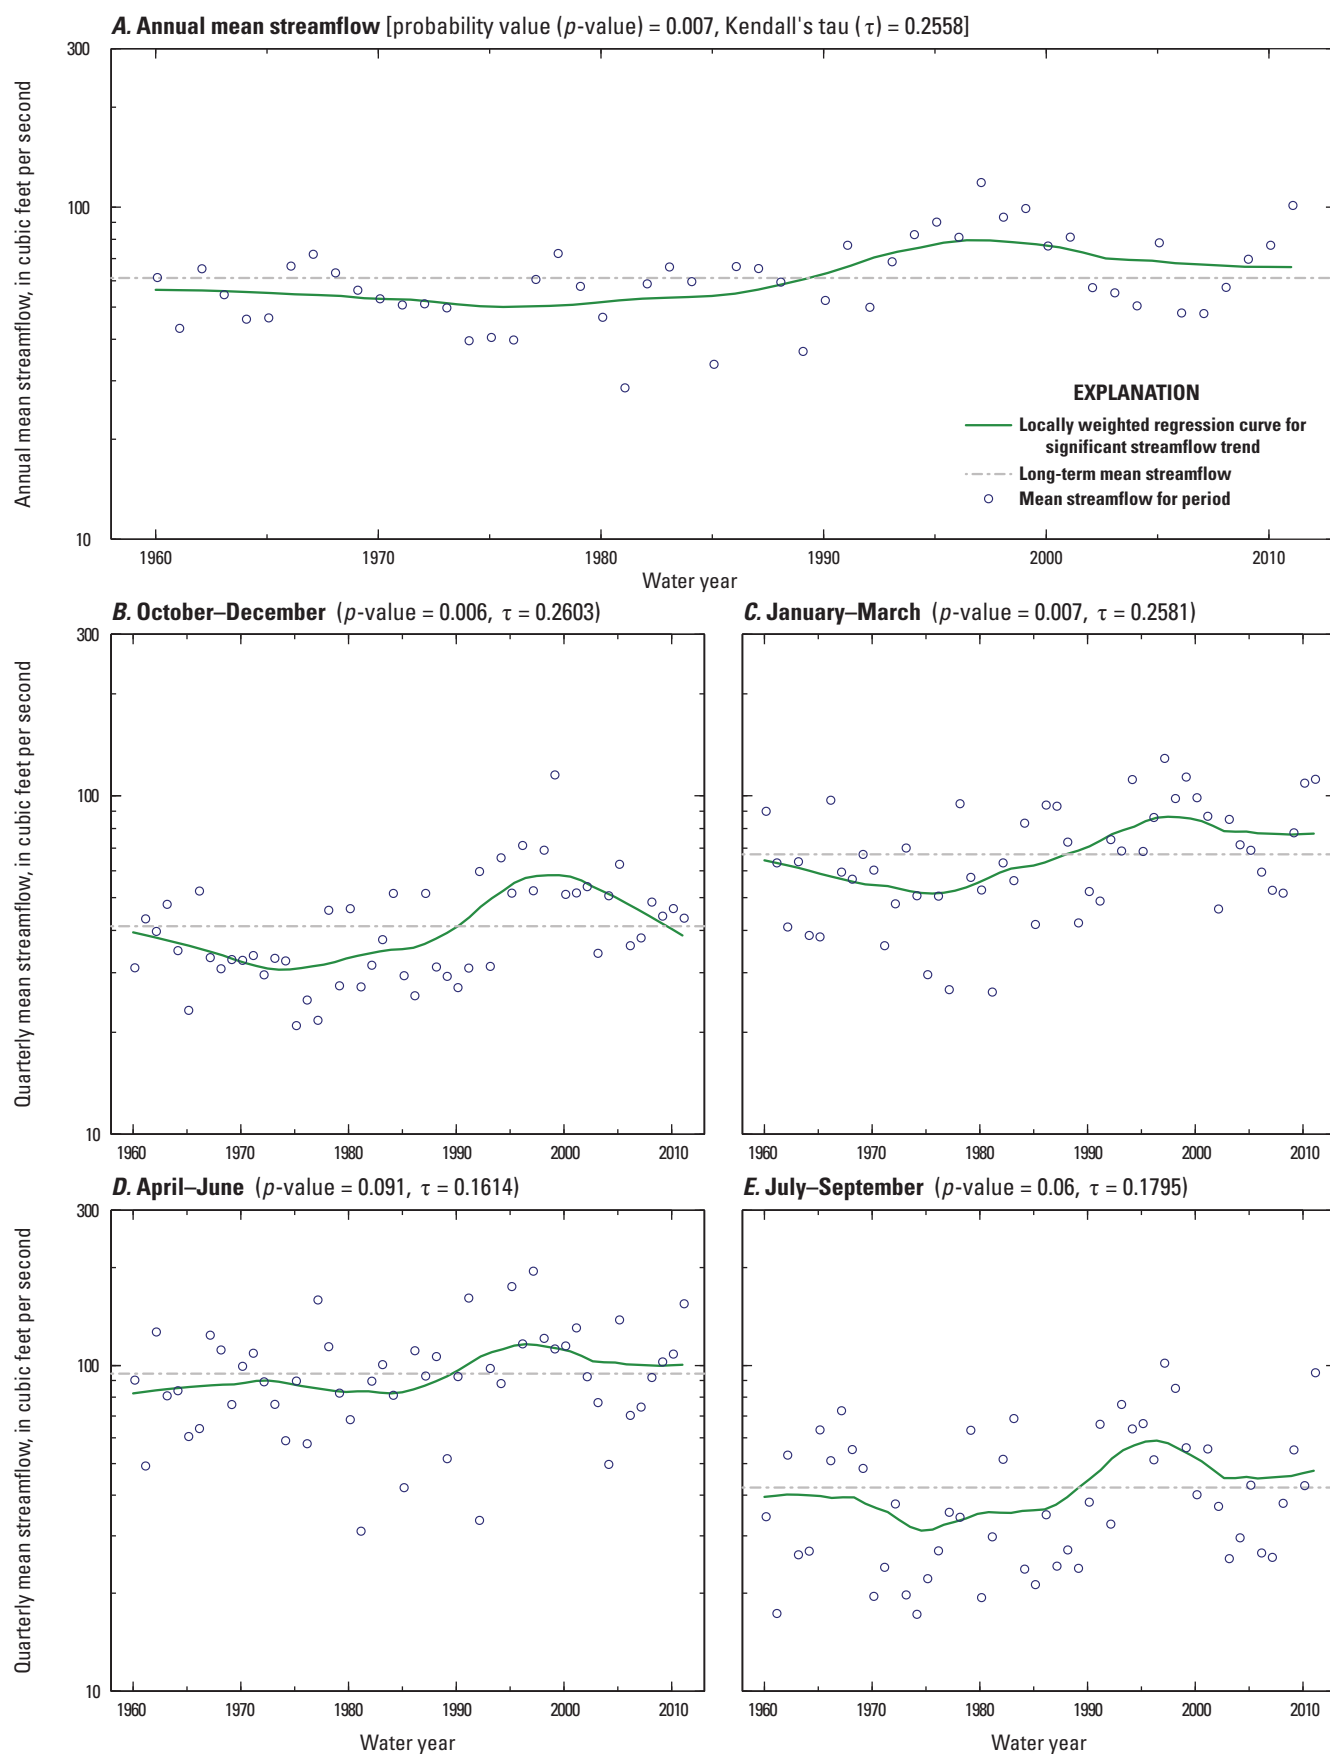 A. Annual mean streamflow [probability value (p-value) = 0.007, Kendall's tau (τ) = 0.2558]
300
100
10
Annual mean streamflow, in cubic feet per second
EXPLANATION
Locally weighted regression curve for
significant streamflow trend
Long-term mean streamflow
Mean streamflow for period
1960 1970 1980 1990 2000 2010
Water year
B. October–December (p-value = 0.006, τ = 0.2603)
300
100
10
Quarterly mean streamflow, in cubic feet per second
1960 1970 1980 1990 2000 2010
C. January–March (p-value = 0.007, τ = 0.2581)
1960 1970 1980 1990 2000 2010
D. April–June (p-value = 0.091, τ = 0.1614)
300
100
10
Quarterly mean streamflow, in cubic feet per second
1960 1970 1980 1990 2000 2010
Water year
E. July–September (p-value = 0.06, τ = 0.1795)
1960 1970 1980 1990 2000 2010
Water year